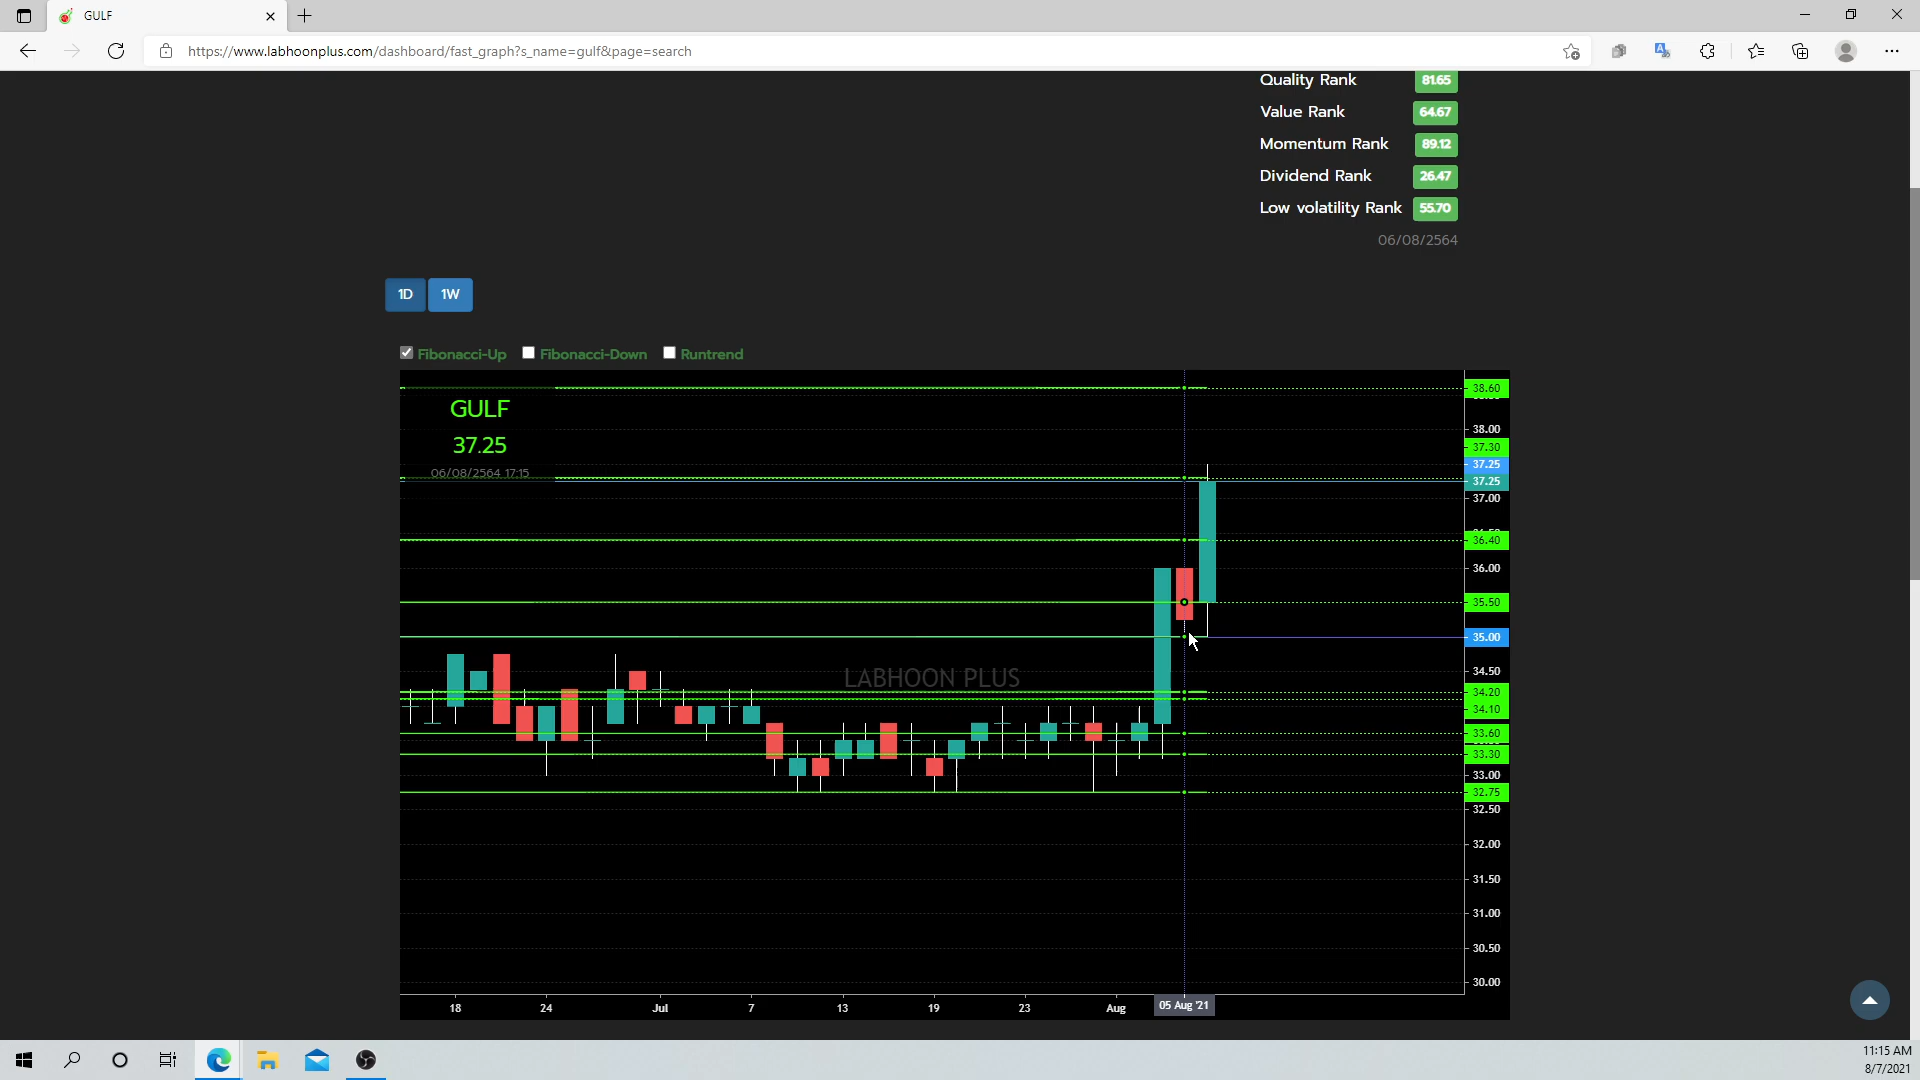 GULF
https://www.labhoonplus.com/dashboard/fast_graph?s_name=gulf&page=search
Quality Rank 81.65
Value Rank 64.67
Momentum Rank 89.12
Dividend Rank 26.47
Low volatility Rank 55.70
06/08/2564
1D 1W
Fibonacci-Up Fibonacci-Down Runtrend
38.60
GULF
38.00
37.25
37.30
37.25
06/08/2564 17:15
37.25
37.00
36.40
36.00
35.50
35.00
34.50
LABHOON PLUS
34.20
34.10
33.60
33.30
33.00
32.75
32.50
32.00
31.50
31.00
30.50
30.00
18 24 Jul 7 13 19 23 Aug 05 Aug '21
11:15 AM
8/7/2021